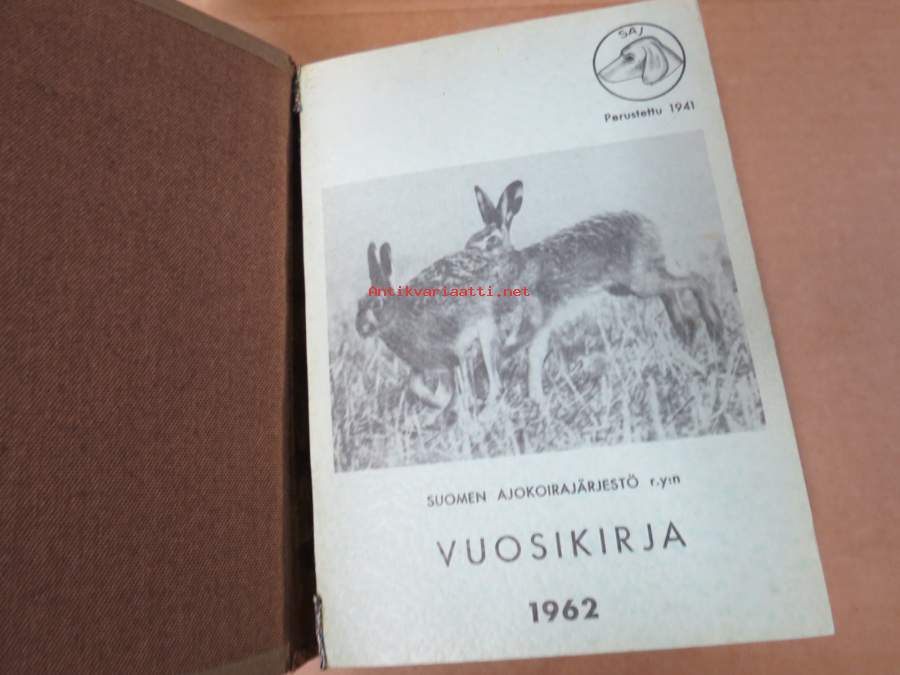 SAJ
Perustettu 1941
Antikvariaatti.net
SUOMEN AJOKOIRAJÄRJESTÖ r.y:n
VUOSIKIRJA
1962